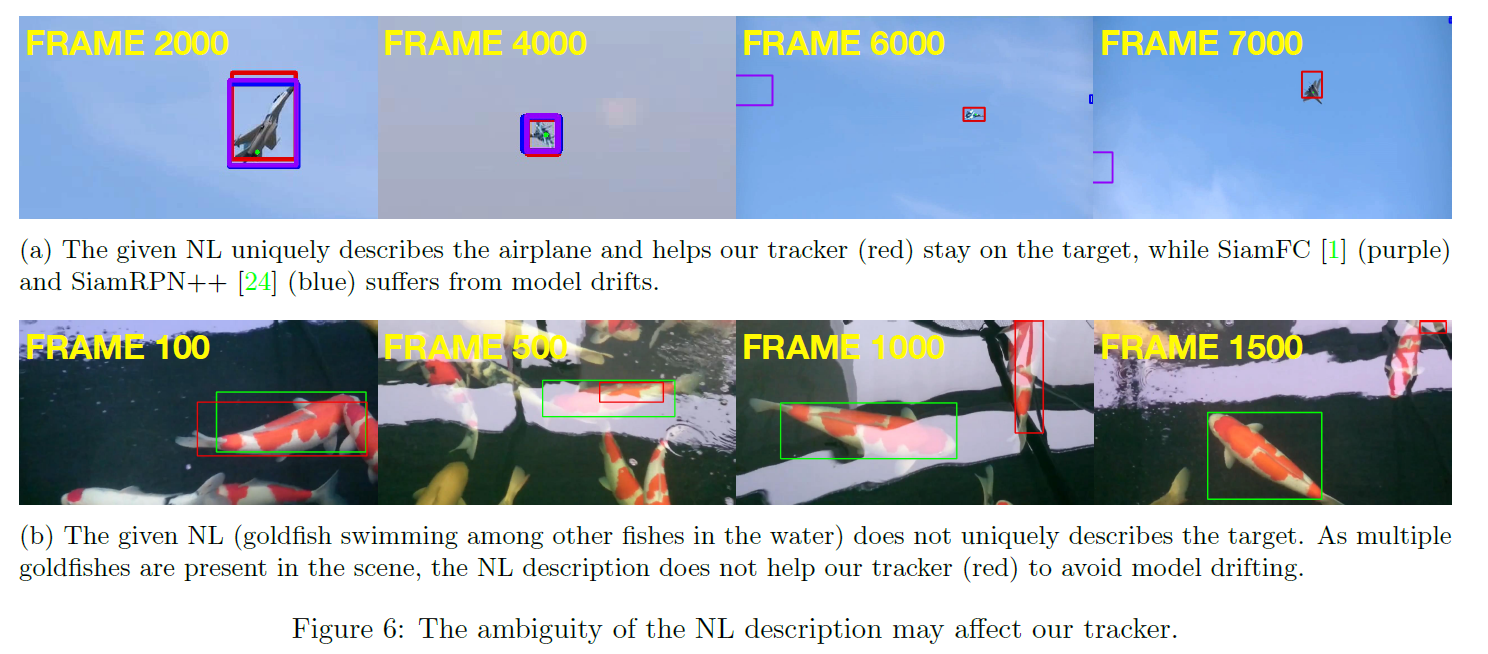 FRAME 2000 FRAME 4000 FRAME 6000 FRAME 7000
(a) The given NL uniquely describes the airplane and helps our tracker (red) stay on the target, while SiamFC [1] (purple)
and SiamRPN++ [24] (blue) suffers from model drifts.
FRAME 100 FRAME 500 FRAME 1000 FRAME 1500
(b) The given NL (goldfish swimming among other fishes in the water) does not uniquely describes the target. As multiple
goldfishes are present in the scene, the NL description does not help our tracker (red) to avoid model drifting.
Figure 6: The ambiguity of the NL description may affect our tracker.